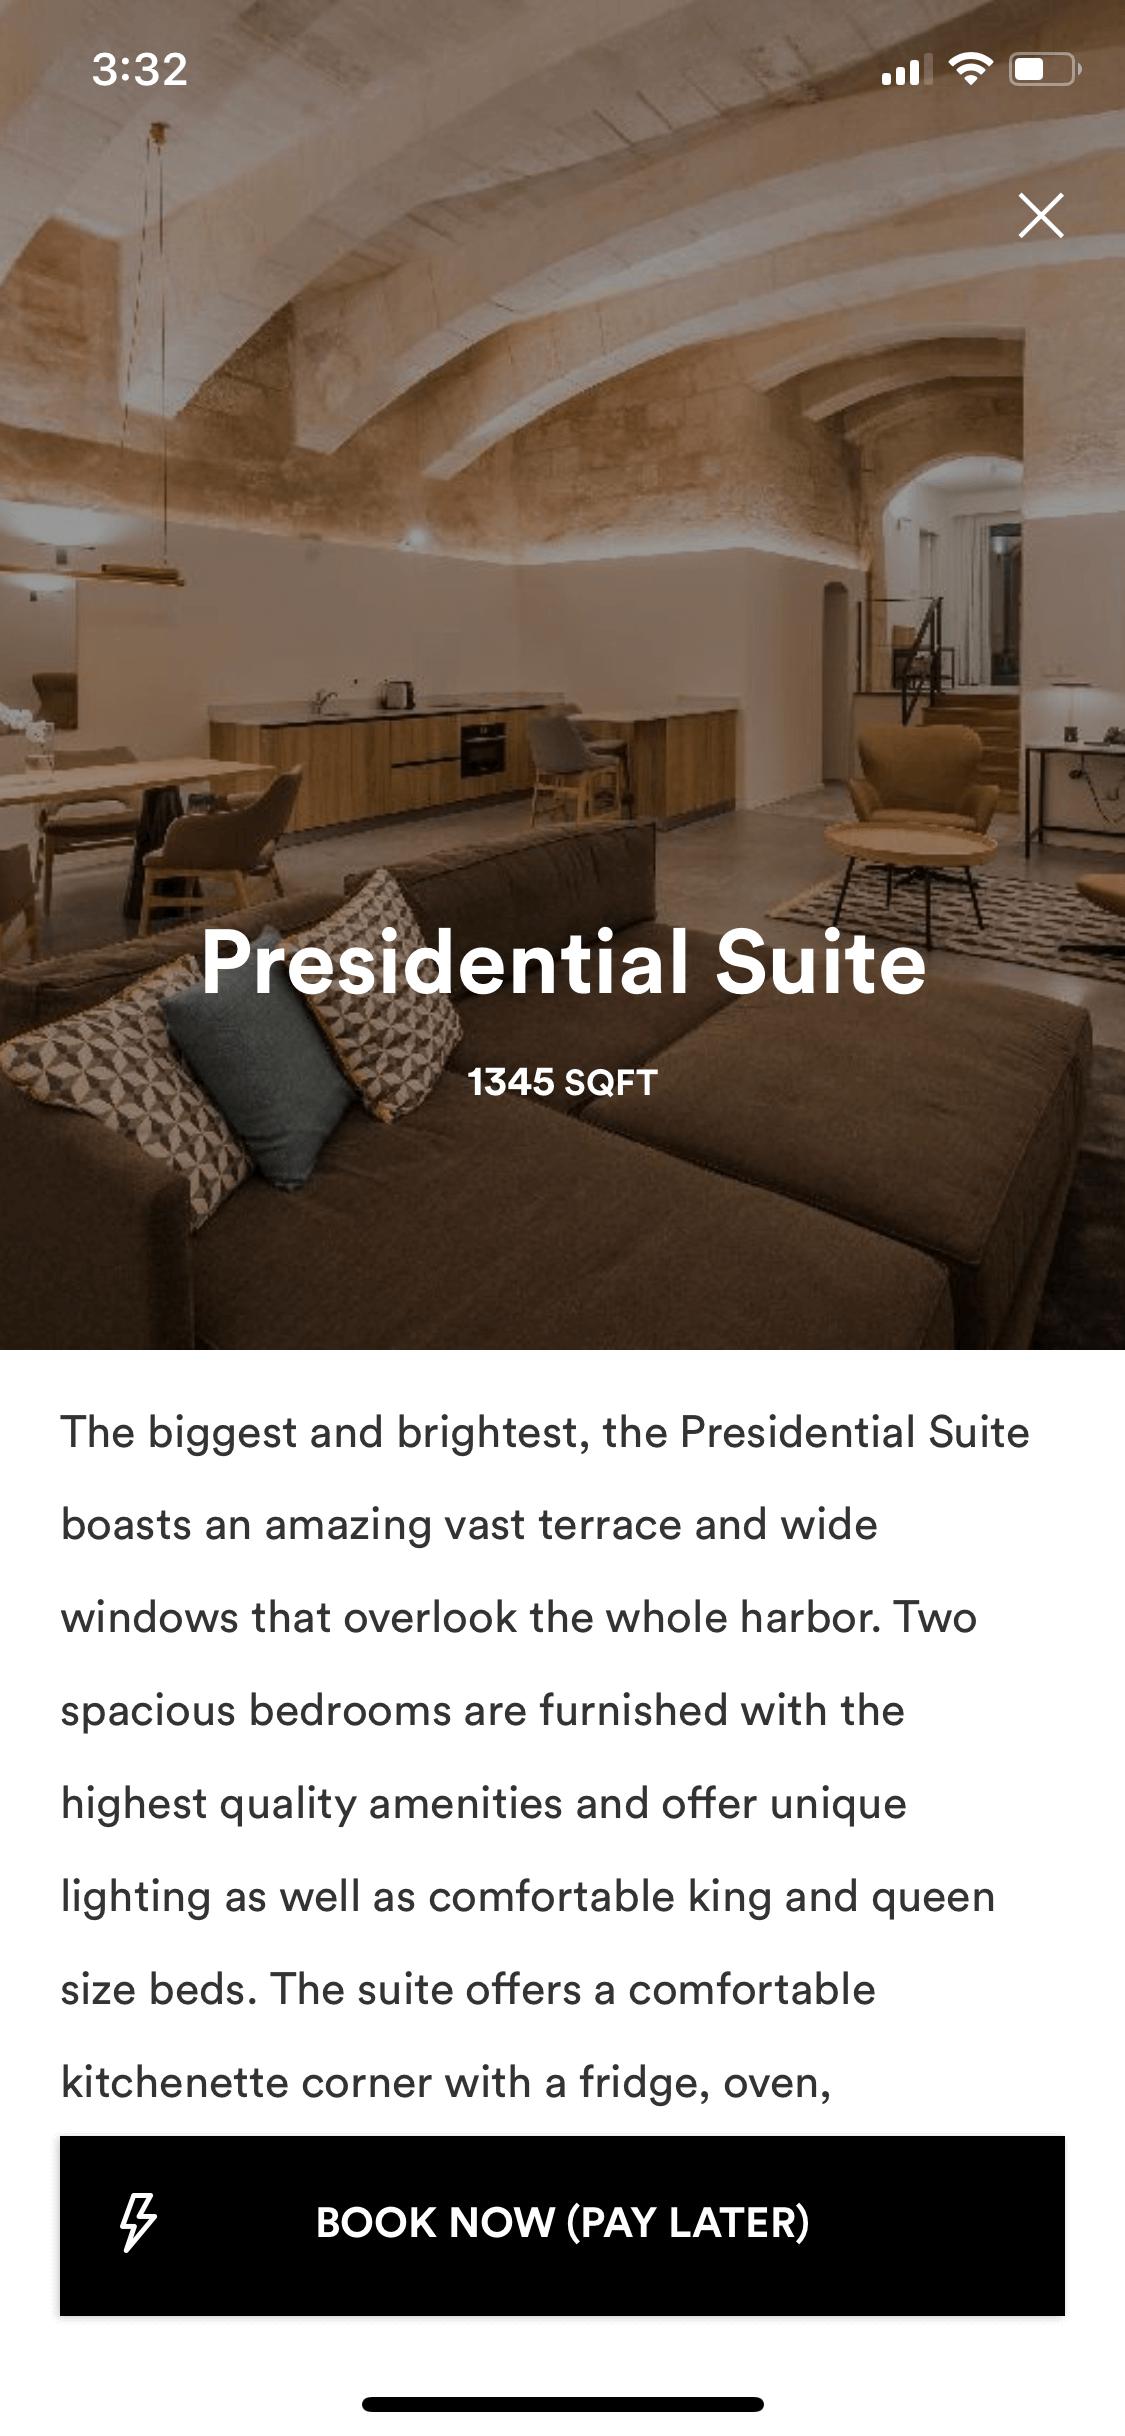 3:32
Presidential Suite
1345 SQFT
The biggest and brightest, the Presidential Suite
boasts an amazing vast terrace and wide
windows that overlook the whole harbor. Two
spacious bedrooms are furnished with the
highest quality amenities and offer unique
lighting as well as comfortable king and queen
size beds. The suite offers a comfortable
kitchenette corner with a fridge, oven,
BOOK NOW (PAY LATER)